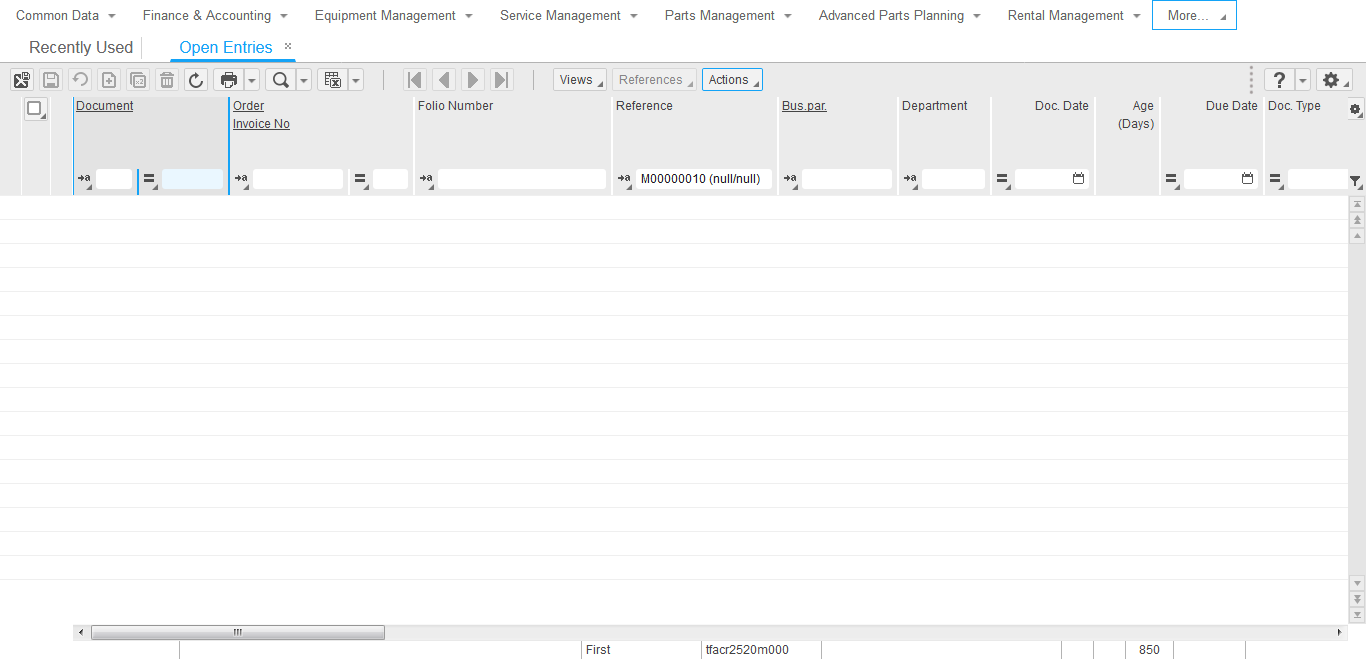 Common Data Finance & Accounting Equipment Management Service Management Parts Management Advanced Parts Planning Rental Management More...
Recently Used Open Entries ×
Views References Actions ?
Document Order Folio Number Reference Bus.par. Department Doc. Date Age Due Date Doc. Type
Invoice No (Days)
a = a = a a M00000010 (null/null) a a = = =
First tfacr2520m000 850